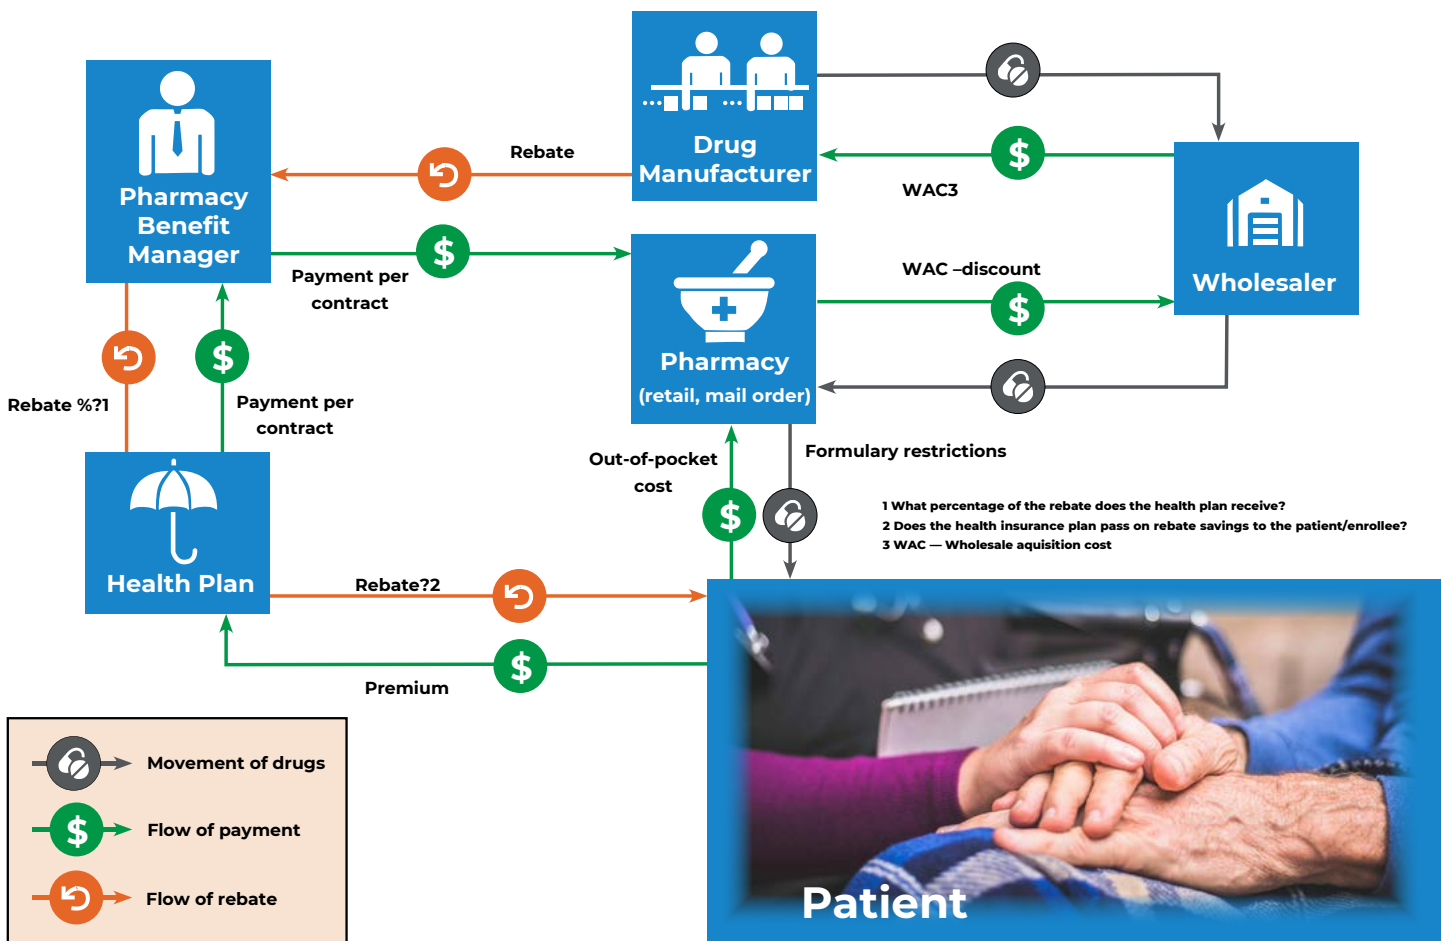 Drug
Manufacturer
Pharmacy
Benefit
Manager
Rebate
WAC3
Payment per
contract
WAC –discount
Wholesaler
Pharmacy
(retail, mail order)
Rebate %?1
Payment per
contract
Out-of-pocket
cost
Formulary restrictions
1 What percentage of the rebate does the health plan receive?
2 Does the health insurance plan pass on rebate savings to the patient/enrollee?
3 WAC — Wholesale aquisition cost
Health Plan
Rebate?2
Premium
Movement of drugs
Flow of payment
Flow of rebate
Patient